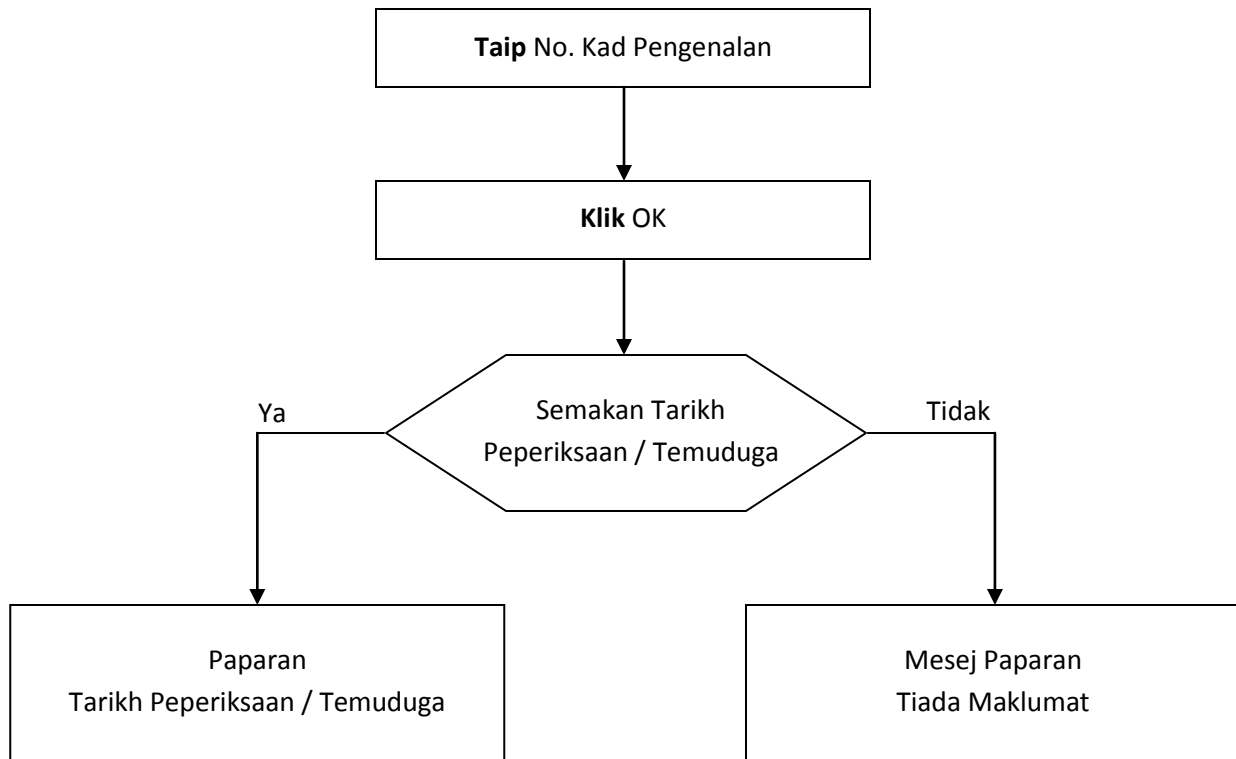 Taip No. Kad Pengenalan
Klik OK
Semakan Tarikh
Peperiksaan / Temuduga
Ya
Tidak
Paparan
Tarikh Peperiksaan / Temuduga
Mesej Paparan
Tiada Maklumat